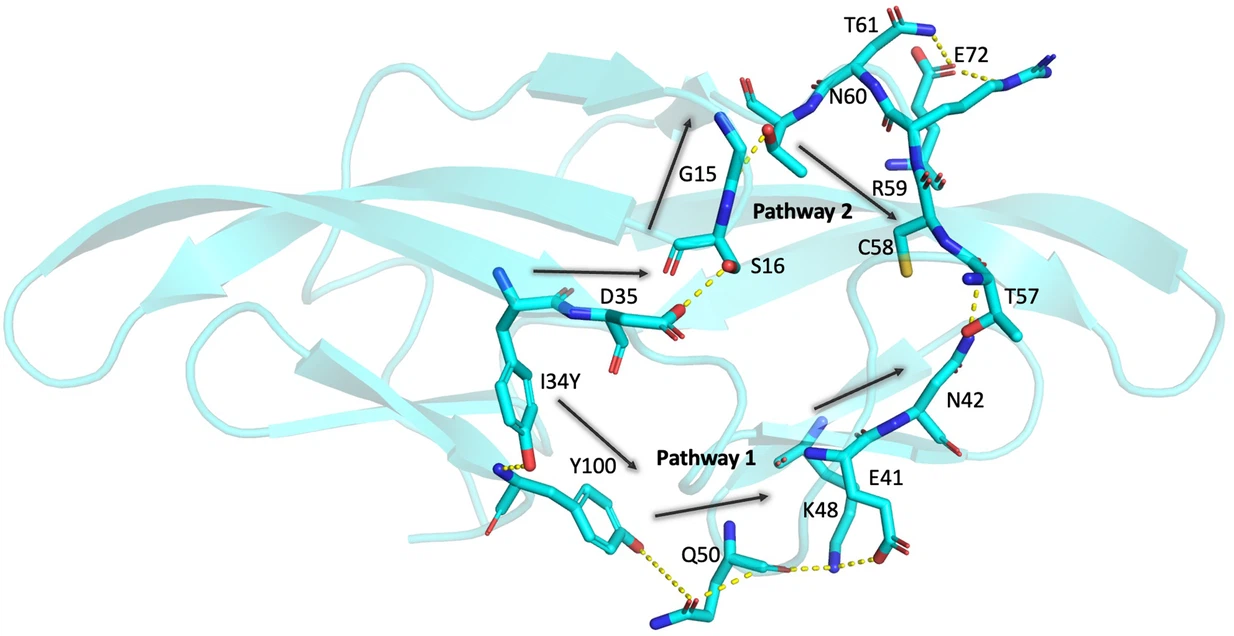 T61
E72
N60
G15
R59
Pathway 2
C58
S16
D35
T57
I34Y
N42
Pathway 1
Y100
E41
K48
Q50